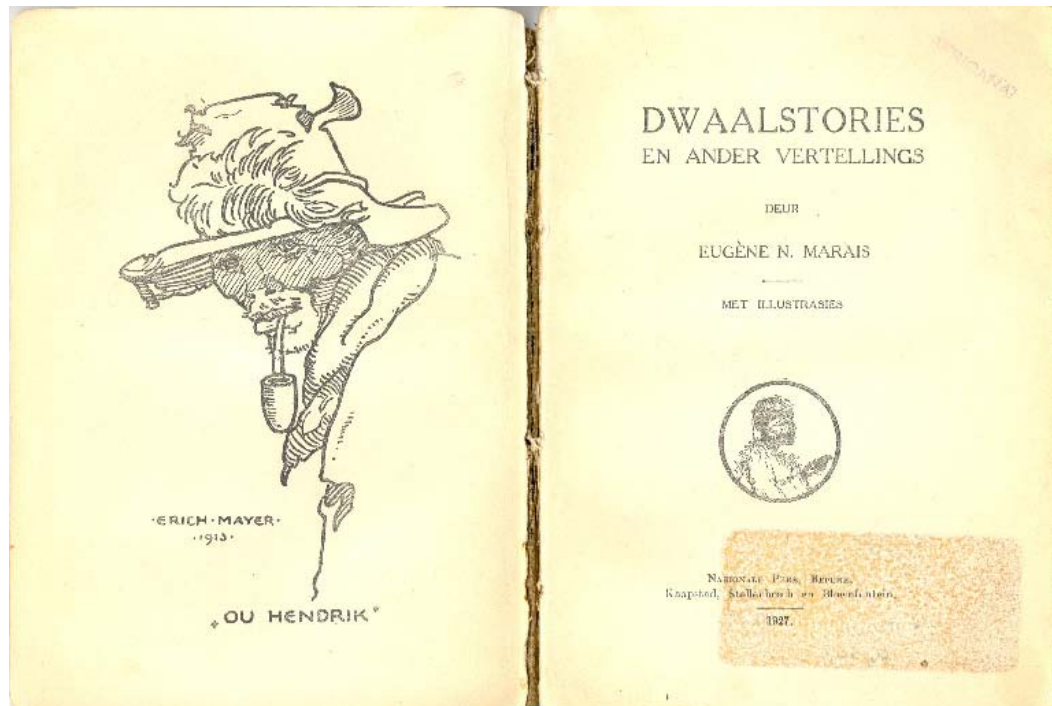 ·ERICH·MAYER·
·1913·
„OU HENDRIK"
AFRICANA
DWAALSTORIES
EN ANDER VERTELLINGS
DEUR
EUGÈNE N. MARAIS
MET ILLUSTRASIES
Nasionale Pers, Beperk,
Kaapstad, Stellenbosch en Bloemfontein.
1927.